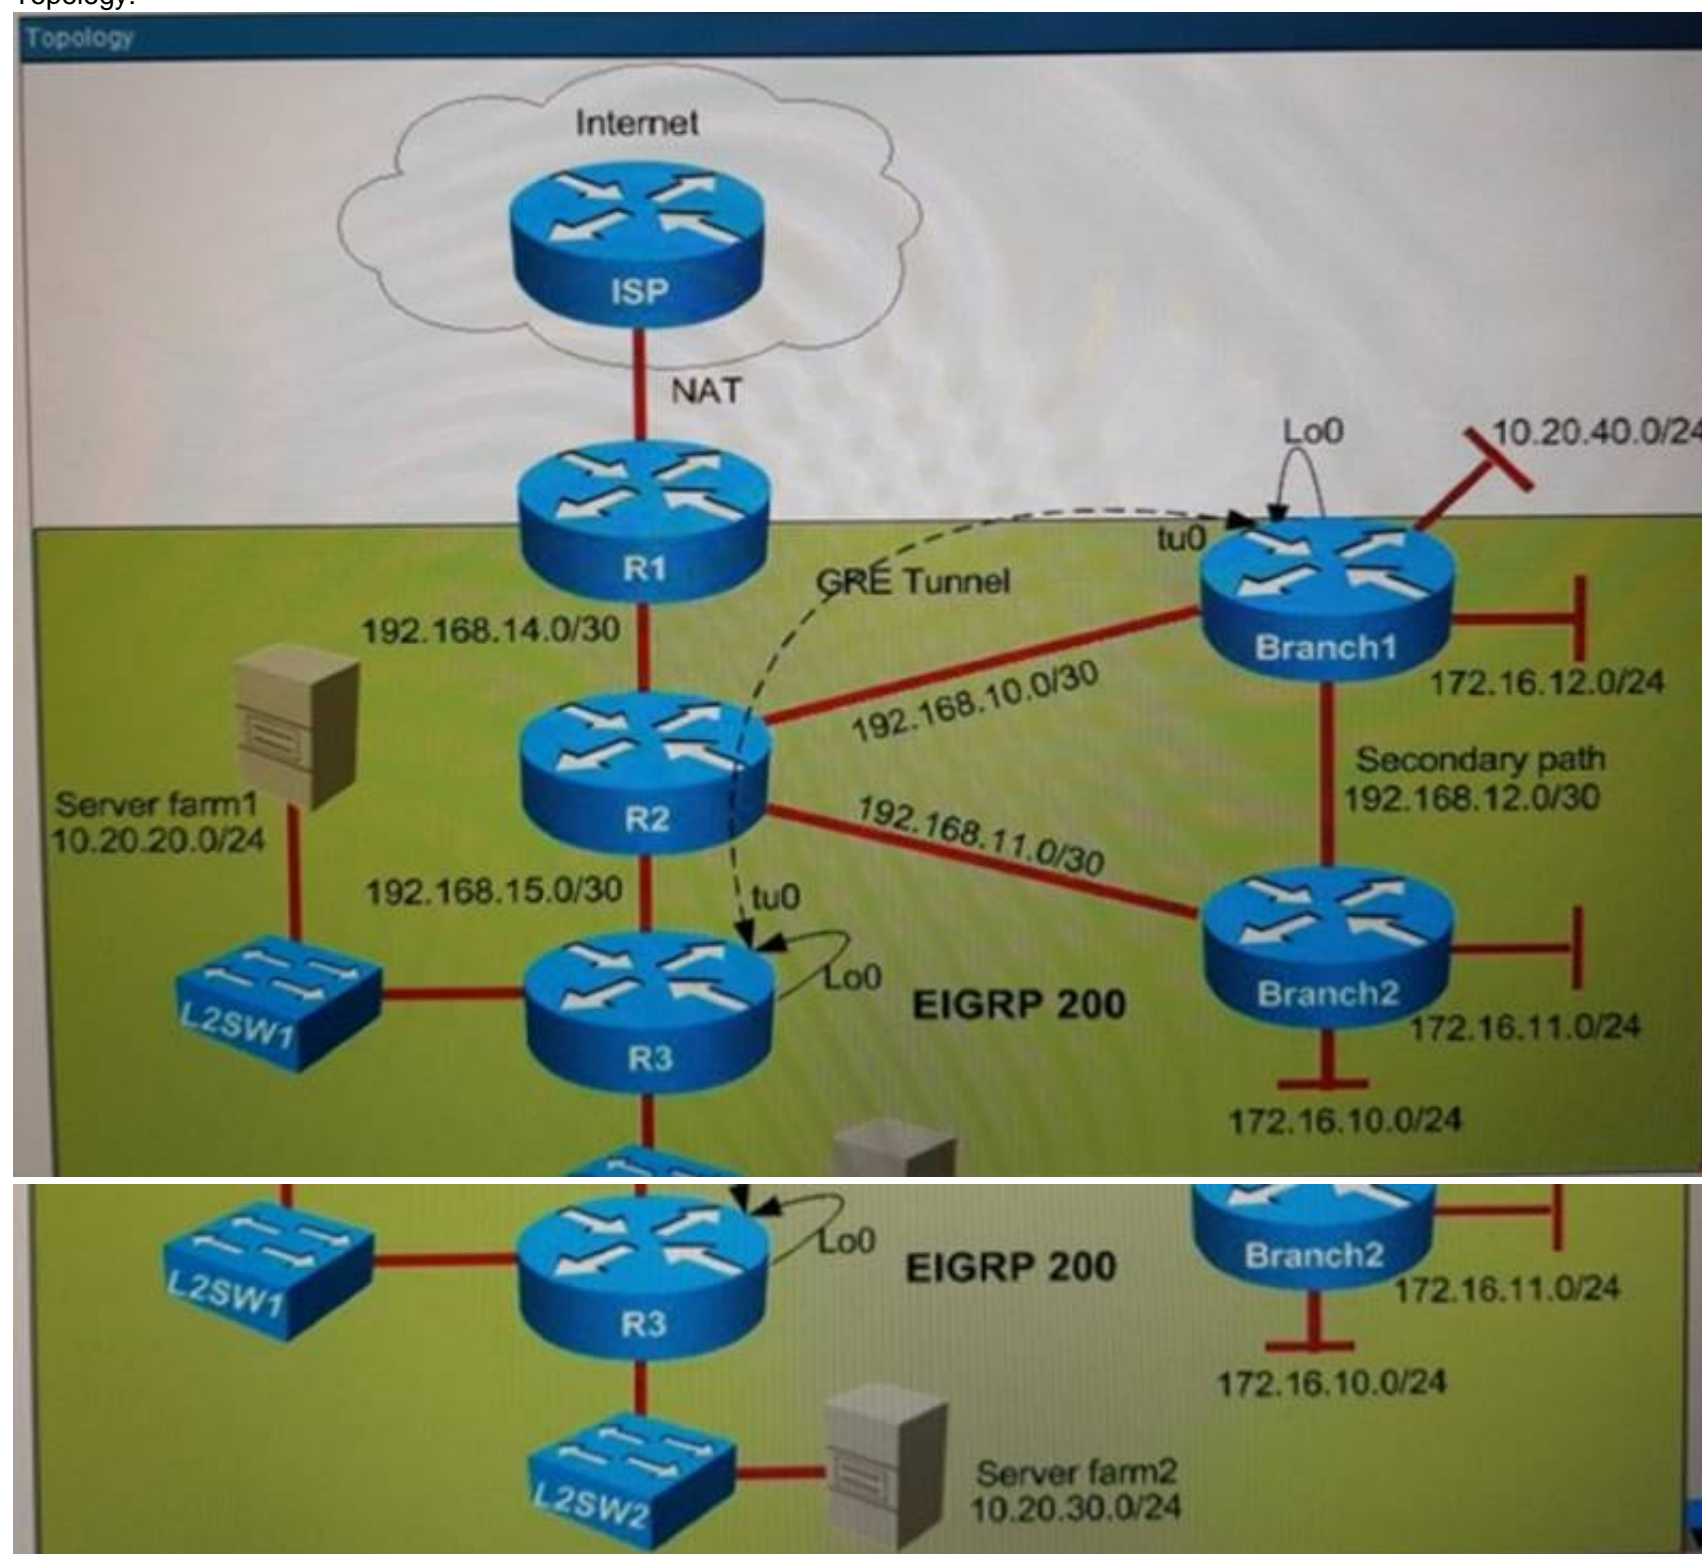 Topology:
Topology
Internet
ISP
NAT
Lo0
10.20.40.0/24
tu0
GRE Tunnel
R1
192.168.14.0/30
Branch1
172.16.12.0/24
192.168.10.0/30
Secondary path
192.168.12.0/30
Server farm1
10.20.20.0/24
R2
192.168.11.0/30
192.168.15.0/30
tu0
Lo0
EIGRP 200
Branch2
L2SW1
R3
172.16.11.0/24
172.16.10.0/24
Lo0
EIGRP 200
Branch2
L2SW1
R3
172.16.11.0/24
172.16.10.0/24
Server farm2
10.20.30.0/24
L2SW2